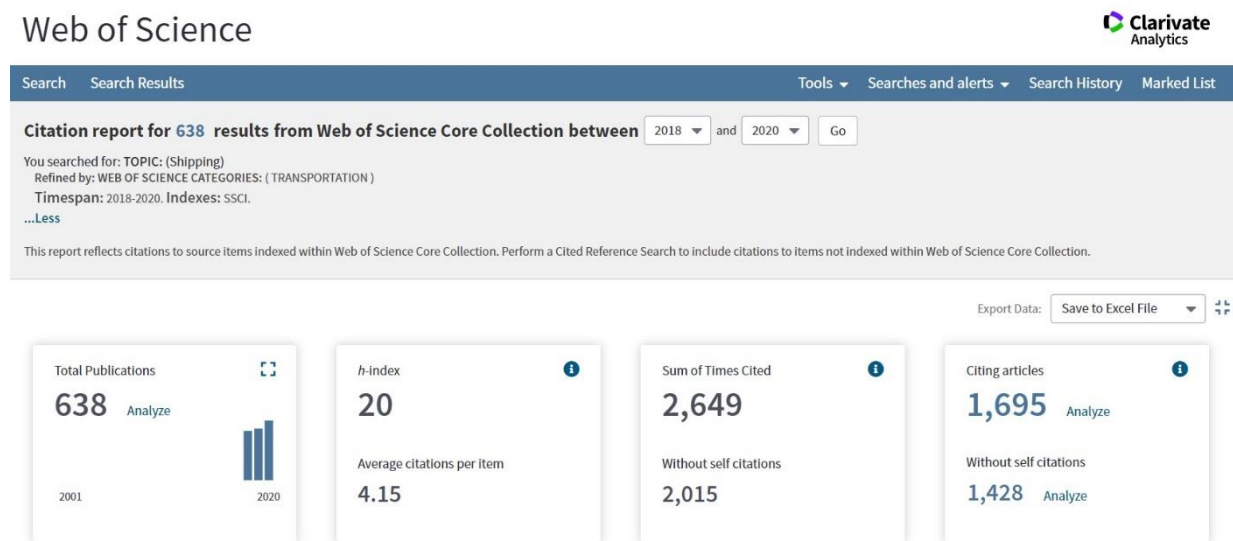 Web of Science
Clarivate
Analytics
Search Search Results Tools Searches and alerts Search History Marked List
Citation report for 638 results from Web of Science Core Collection between 2018 and 2020 Go
You searched for: TOPIC: (Shipping)
Refined by: WEB OF SCIENCE CATEGORIES: ( TRANSPORTATION )
Timespan: 2018-2020. Indexes: SSCI.
...Less
This report reflects citations to source items indexed within Web of Science Core Collection. Perform a Cited Reference Search to include citations to items not indexed within Web of Science Core Collection.
Export Data: Save to Excel File
Total Publications
638 Analyze
2001 2020
h-index
20
Average citations per item
4.15
Sum of Times Cited
2,649
Without self citations
2,015
Citing articles
1,695 Analyze
Without self citations
1,428 Analyze